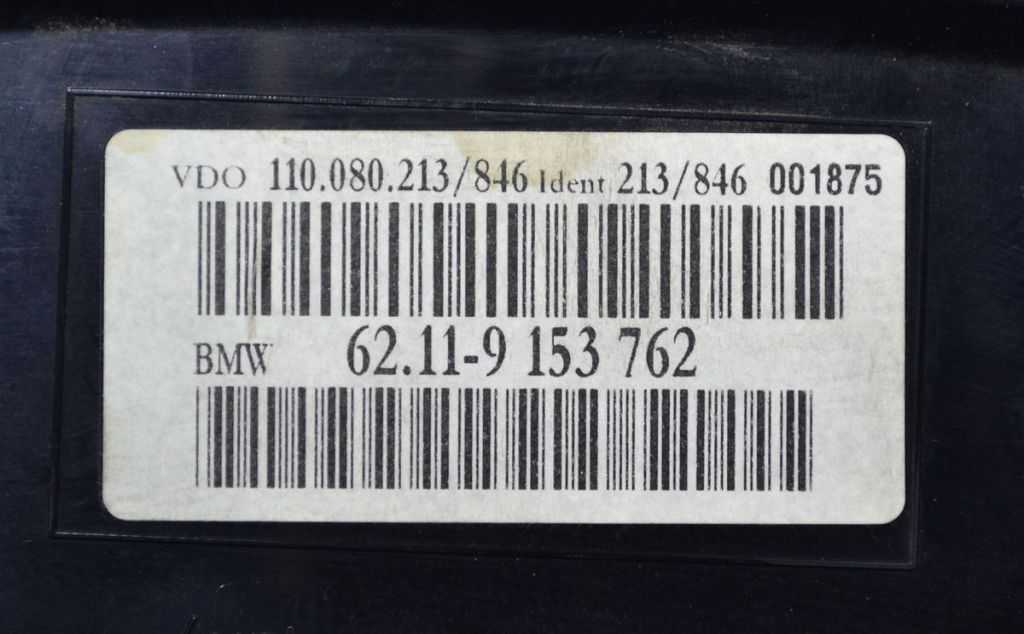 VDO 110.080.213/846 Ident 213/846 001875
BMW 62.11-9 153 762